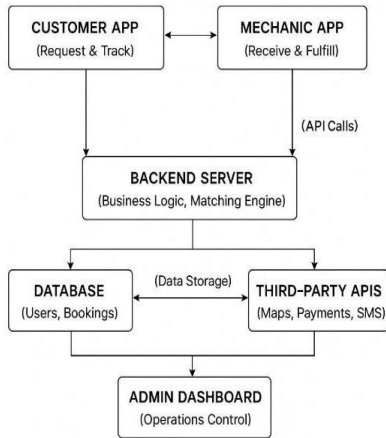 CUSTOMER APP
(Request & Track)
MECHANIC APP
(Receive & Fulfill)
(API Calls)
BACKEND SERVER
(Business Logic, Matching Engine)
DATABASE
(Users, Bookings)
(Data Storage)
THIRD-PARTY APIS
(Maps, Payments, SMS)
ADMIN DASHBOARD
(Operations Control)